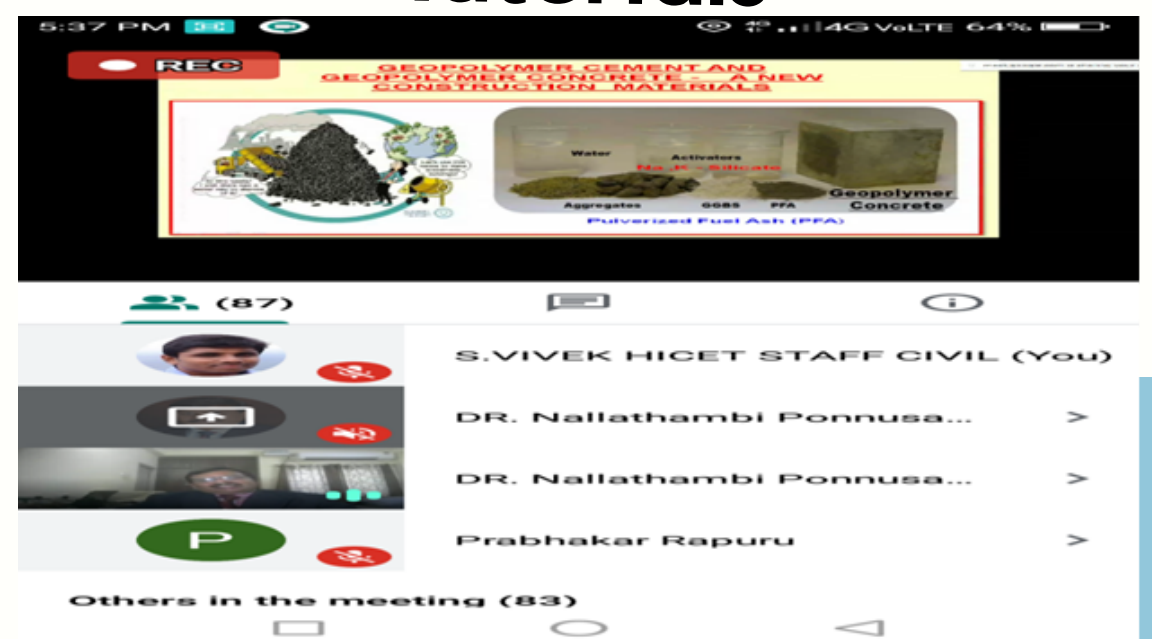 5:37 PM
4G VoLTE 64%
REC
GEOPOLYMER CEMENT AND
GEOPOLYMER CONCRETE - A NEW
CONSTRUCTION MATERIALS
Water
Activators
Na ,K - Silicate
Geopolymer
Aggregates GGBS PFA Concrete
Pulverized Fuel Ash (PFA)
(87)
S.VIVEK HICET STAFF CIVIL (You)
DR. Nallathambi Ponnusa...
DR. Nallathambi Ponnusa...
P
Prabhakar Rapuru
Others in the meeting (83)